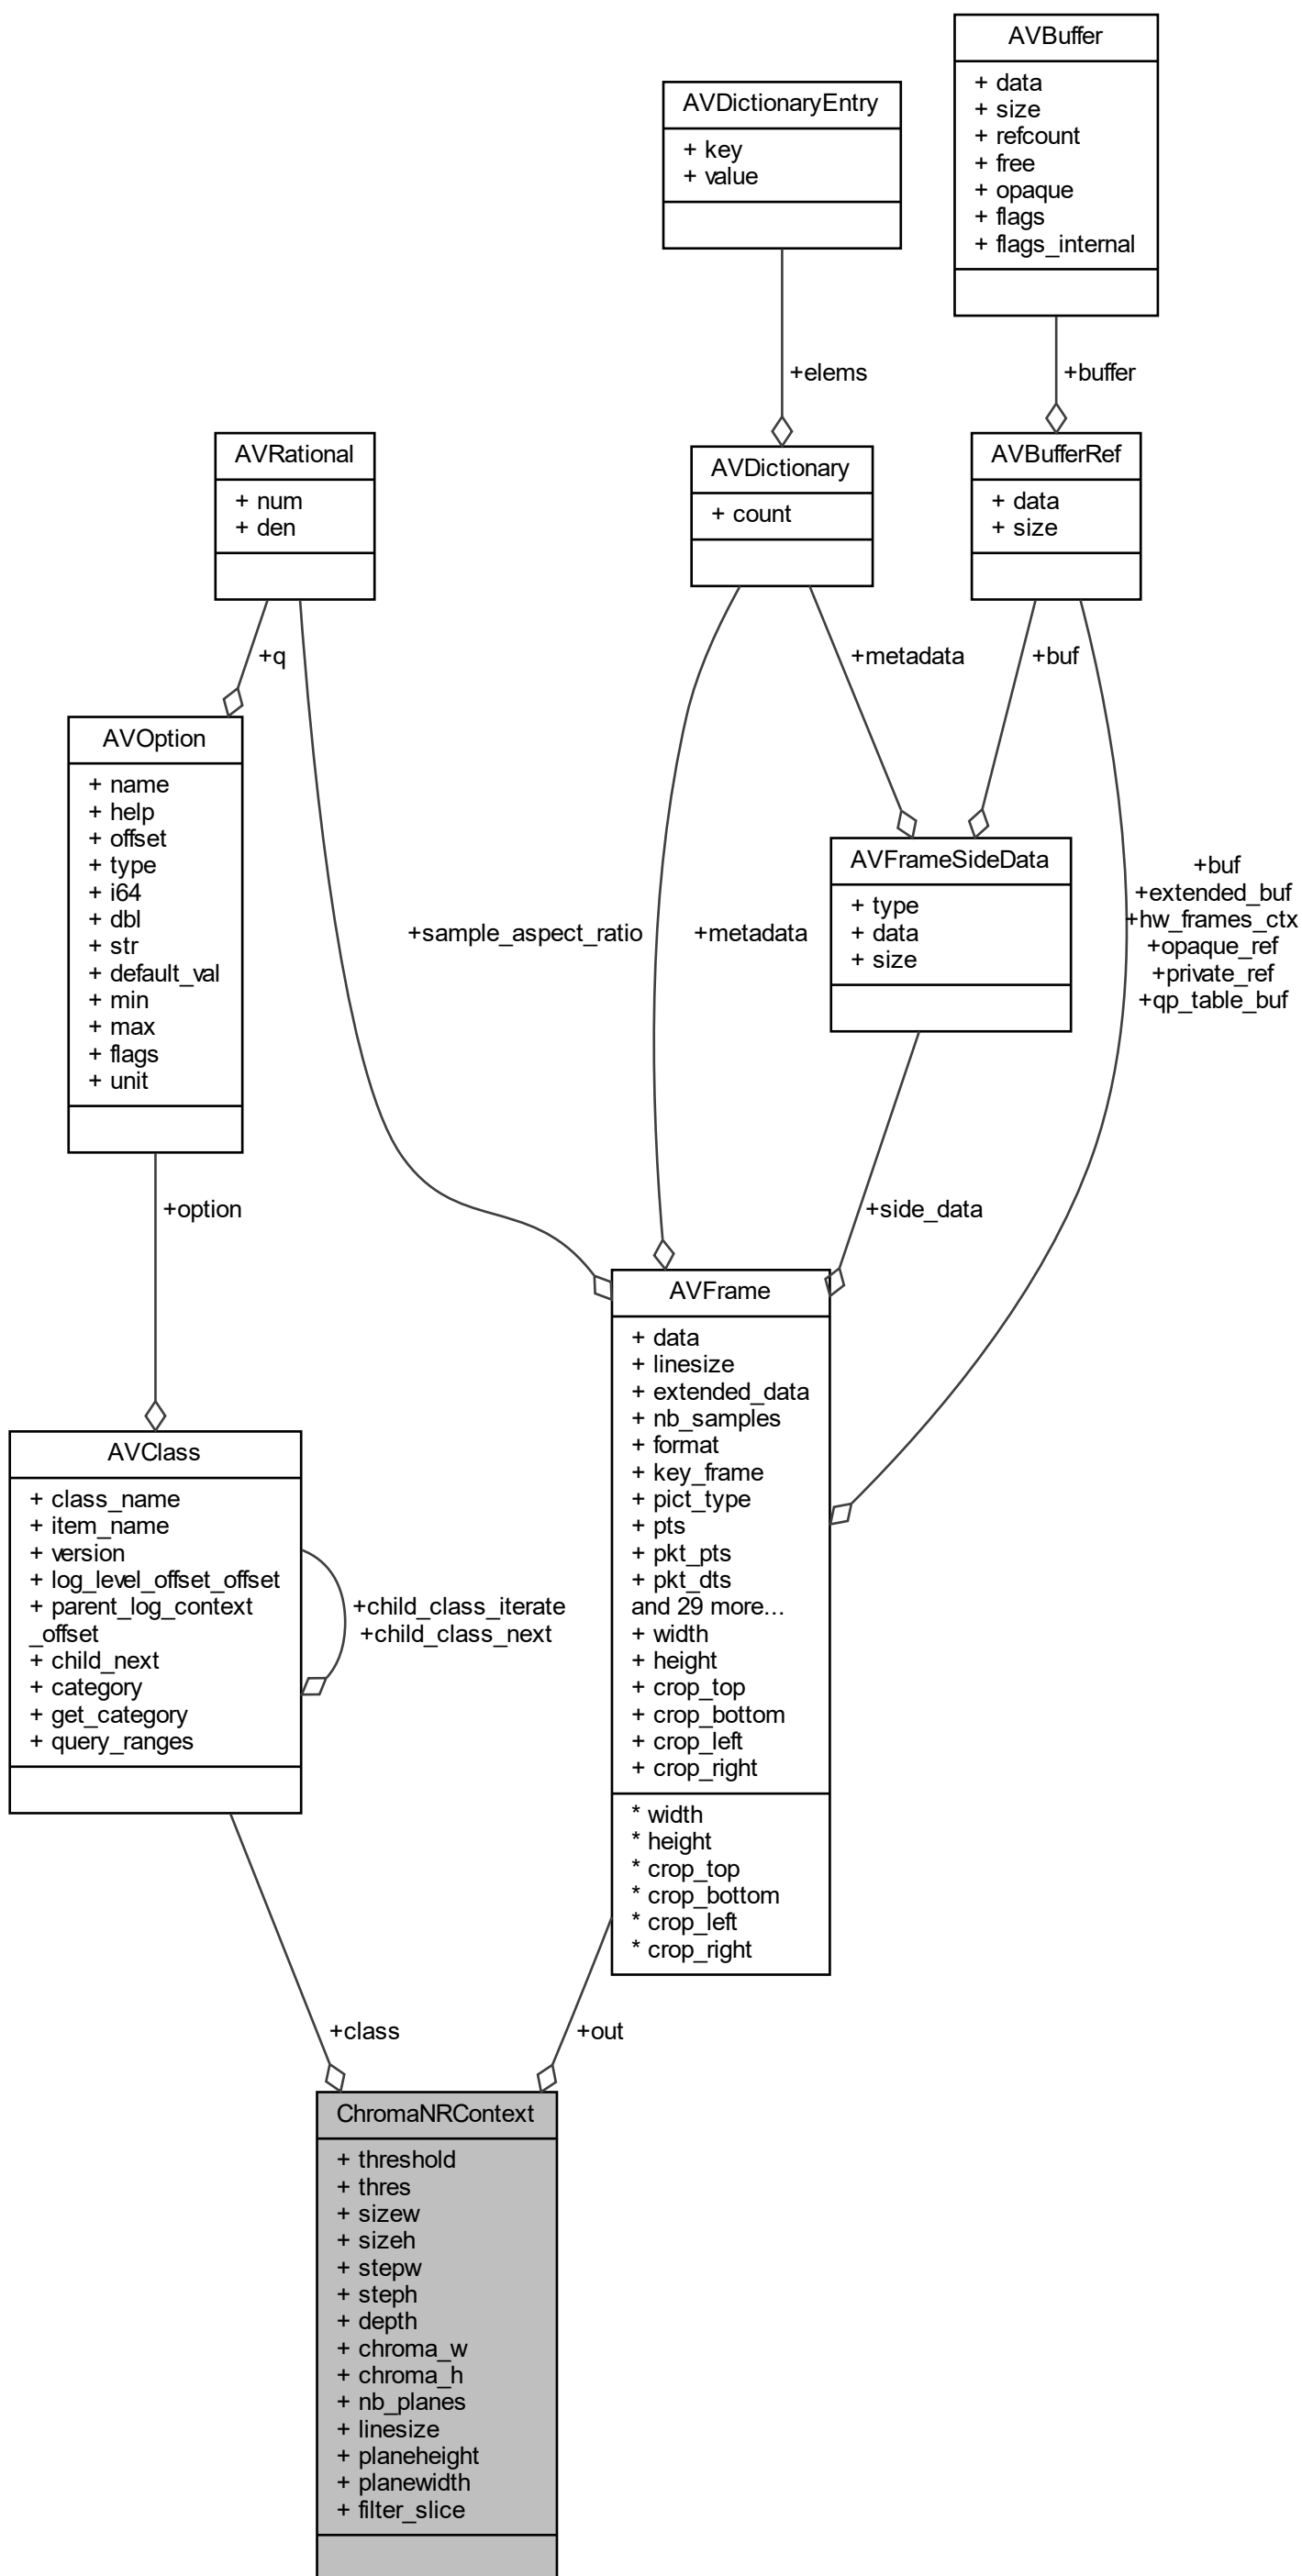 AVBuffer
+ data
+ size
+ refcount
+ free
+ opaque
+ flags
+ flags_internal
AVDictionaryEntry
+ key
+ value
+elems
+buffer
AVRational
+ num
+ den
AVDictionary
+ count
AVBufferRef
+ data
+ size
+q
+metadata
+buf
AVOption
+ name
+ help
+ offset
+ type
+ i64
+ dbl
+ str
+ default_val
+ min
+ max
+ flags
+ unit
+sample_aspect_ratio
+metadata
AVFrameSideData
+ type
+ data
+ size
+buf
+extended_buf
+hw_frames_ctx
+opaque_ref
+private_ref
+qp_table_buf
+option
+side_data
AVClass
+ class_name
+ item_name
+ version
+ log_level_offset_offset
+ parent_log_context
_offset
+ child_next
+ category
+ get_category
+ query_ranges
+child_class_iterate
+child_class_next
AVFrame
+ data
+ linesize
+ extended_data
+ nb_samples
+ format
+ key_frame
+ pict_type
+ pts
+ pkt_pts
+ pkt_dts
and 29 more...
+ width
+ height
+ crop_top
+ crop_bottom
+ crop_left
+ crop_right
* width
* height
* crop_top
* crop_bottom
* crop_left
* crop_right
+class
+out
ChromaNRContext
+ threshold
+ thres
+ sizew
+ sizeh
+ stepw
+ steph
+ depth
+ chroma_w
+ chroma_h
+ nb_planes
+ linesize
+ planeheight
+ planewidth
+ filter_slice